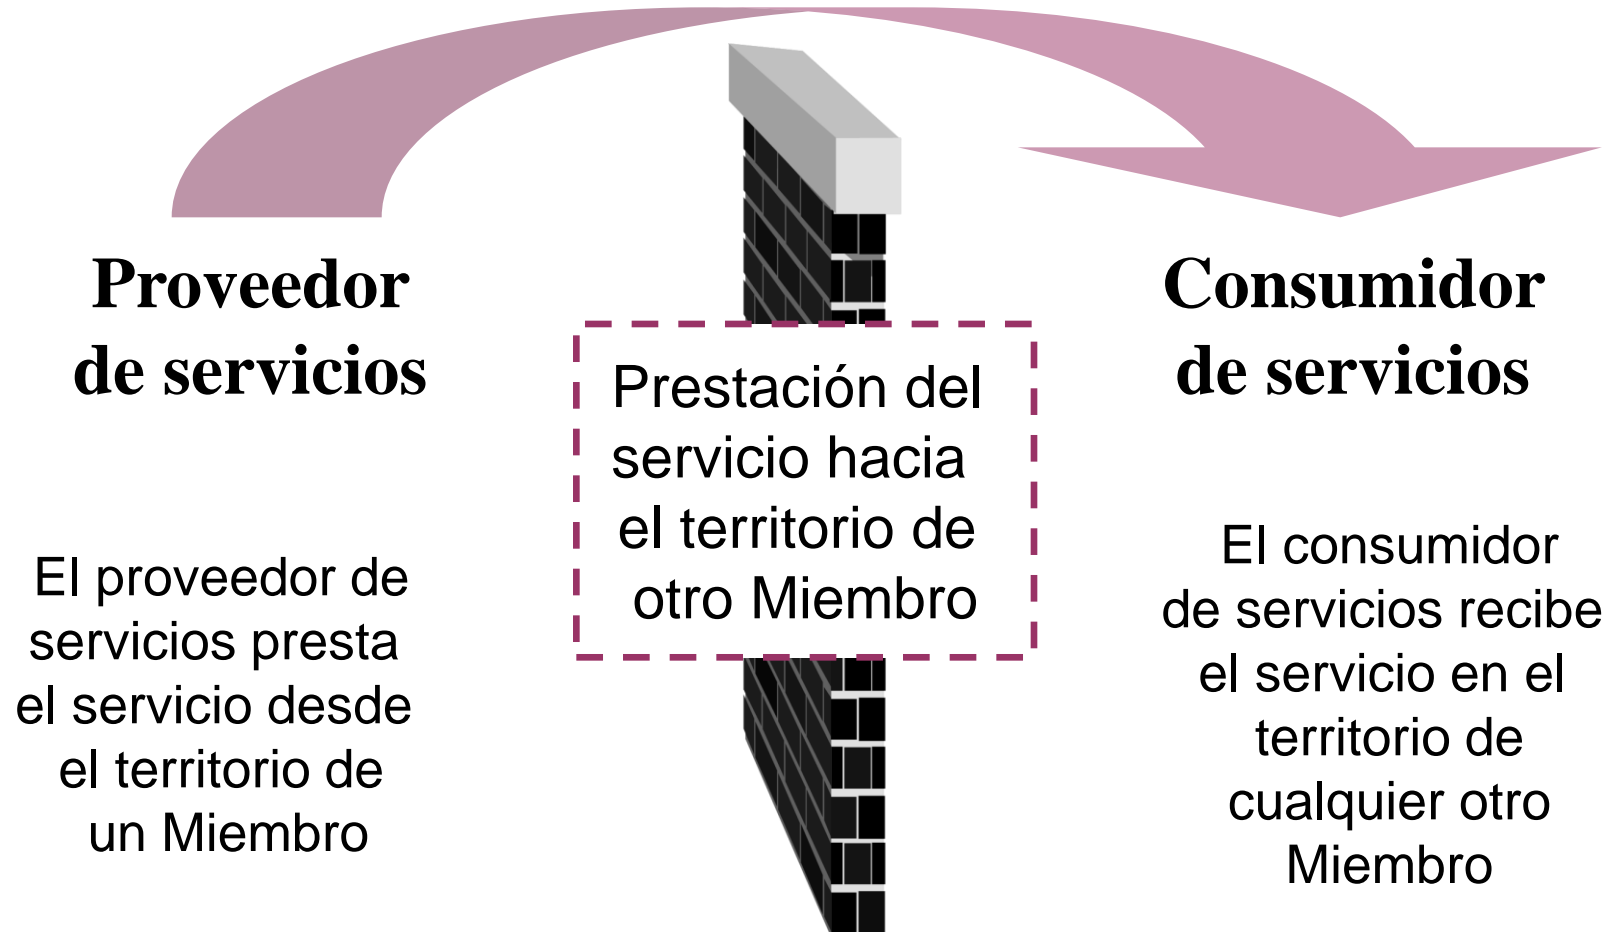 Proveedor
de servicios
El proveedor de
servicios presta
el servicio desde
el territorio de
un Miembro
Prestación del
servicio hacia
el territorio de
otro Miembro
Consumidor
de servicios
El consumidor
de servicios recibe
el servicio en el
territorio de
cualquier otro
Miembro